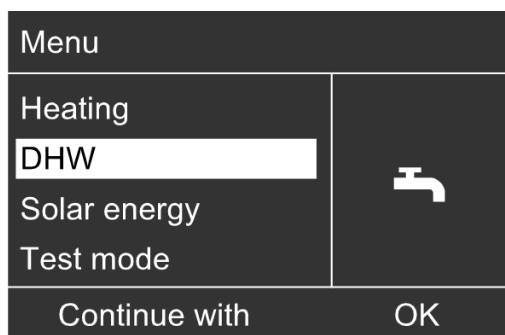 Menu
Heating
DHW
Solar energy
Test mode
Continue with OK